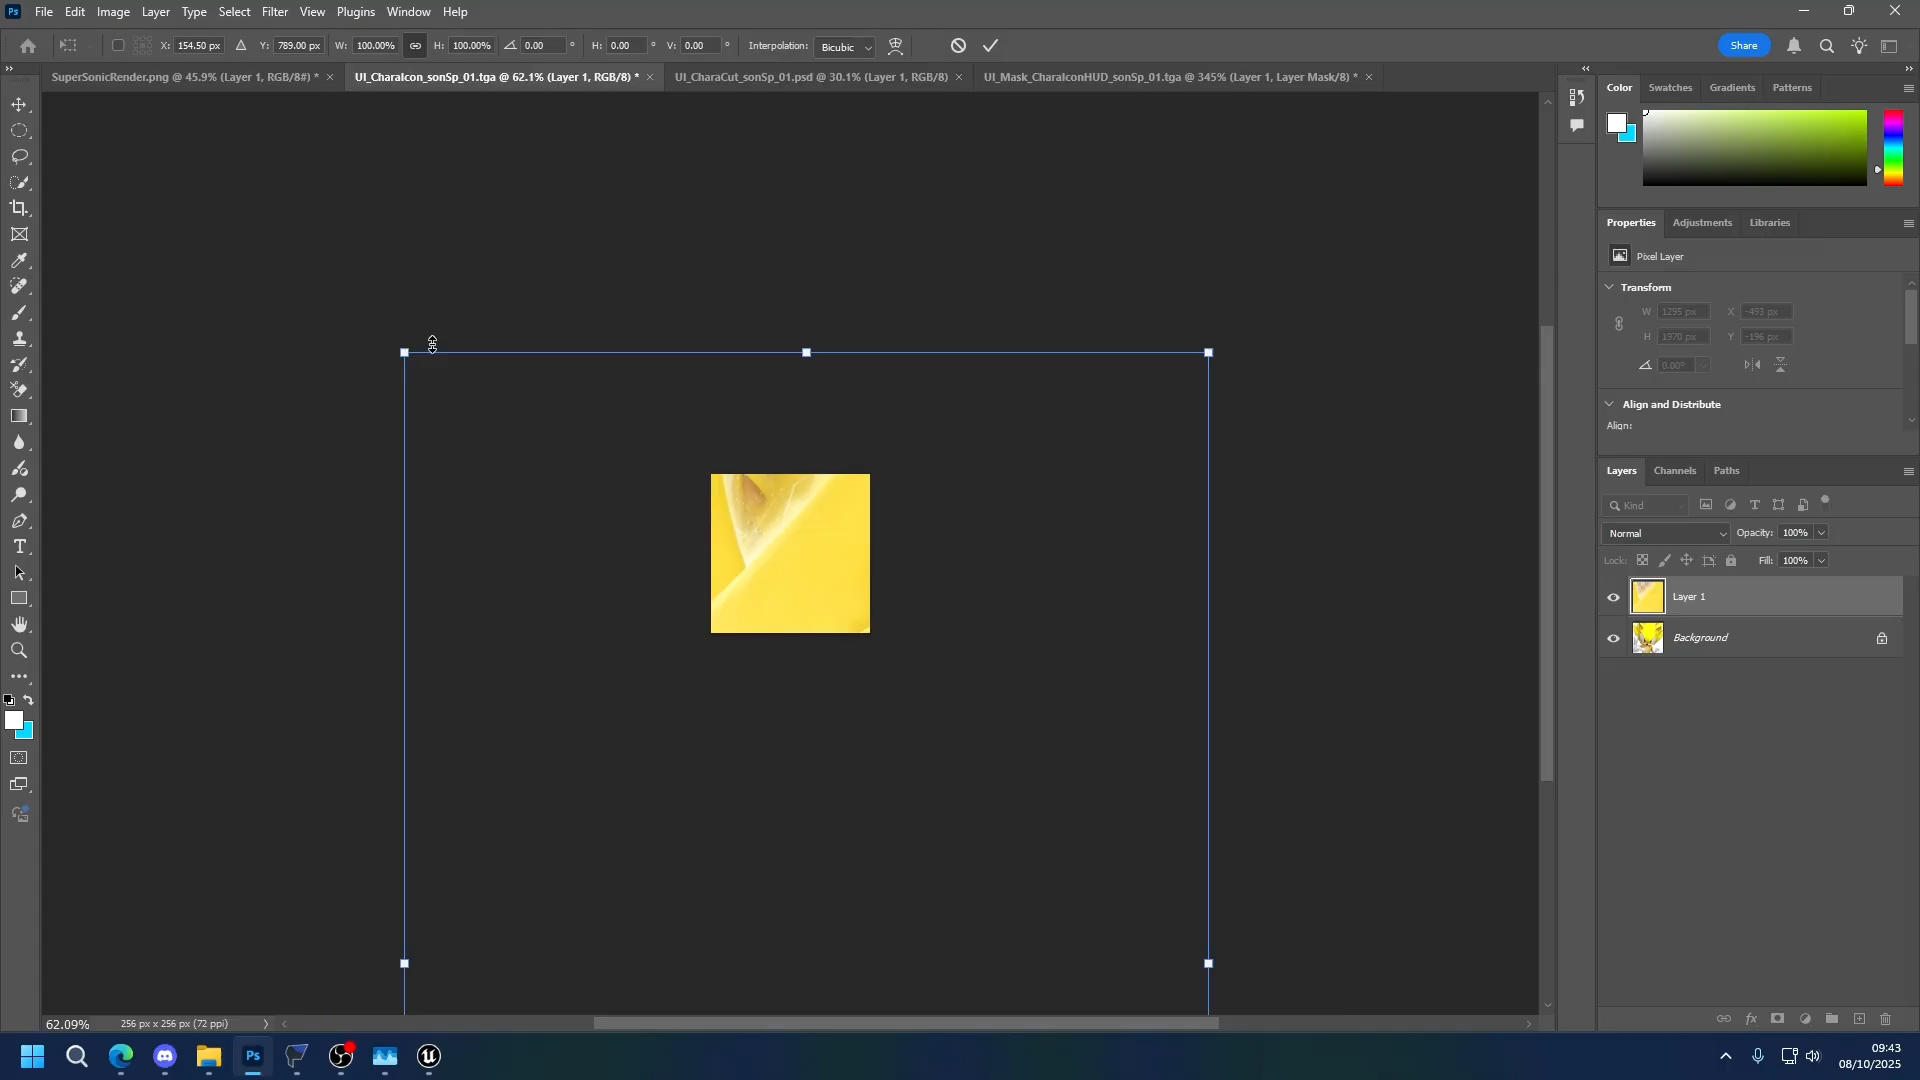 Ps File Edit Image Layer Type Select Filter View Plugins Window Help
X: 154.50 px Y: 789.00 px W: 100.00% H: 100.00% 0.00 ° H: 0.00 ° V: 0.00 ° Interpolation: Bicubic Share
SuperSonicRender.png @ 45.9% (Layer 1, RGB/8#) * UI_CharaIcon_sonSp_01.tga @ 62.1% (Layer 1, RGB/8) * UI_CharaCut_sonSp_01.psd @ 30.1% (Layer 1, RGB/8) UI_Mask_CharaIconHUD_sonSp_01.tga @ 345% (Layer 1, Layer Mask/8) *
Color Swatches Gradients Patterns
Properties Adjustments Libraries
Pixel Layer
Transform
W 1295 px X -493 px
H 1970 px Y -196 px
0.00°
Align and Distribute
Align:
Layers Channels Paths
Kind
Normal Opacity: 100%
Lock: Fill: 100%
Layer 1
Background
62.09% 256 px x 256 px (72 ppi)
Ps
09:43
08/10/2025